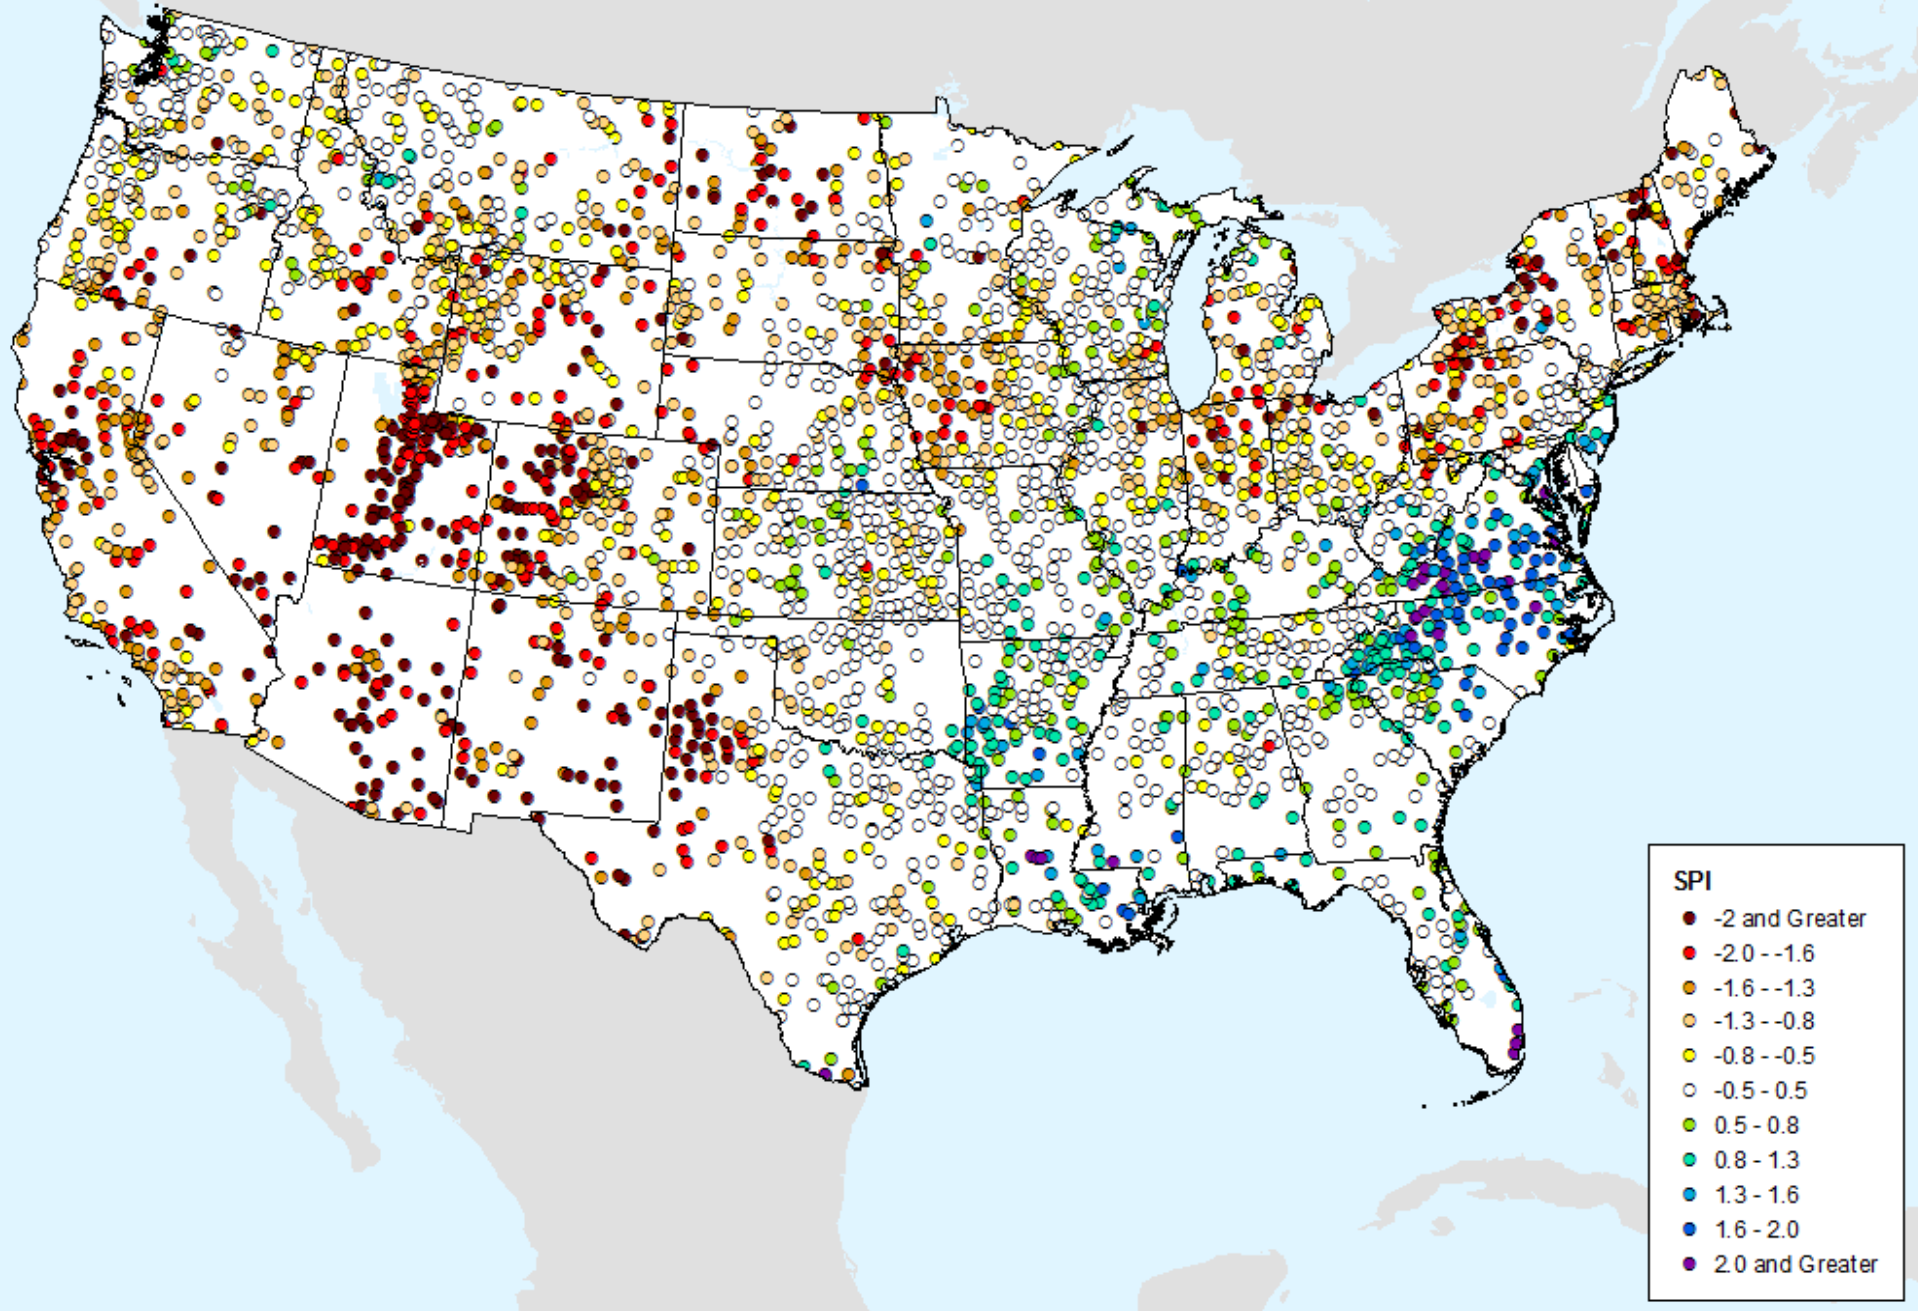 SPI
-2 and Greater
-2.0 - -1.6
-1.6 - -1.3
-1.3 - -0.8
-0.8 - -0.5
-0.5 - 0.5
0.5 - 0.8
0.8 - 1.3
1.3 - 1.6
1.6 - 2.0
2.0 and Greater